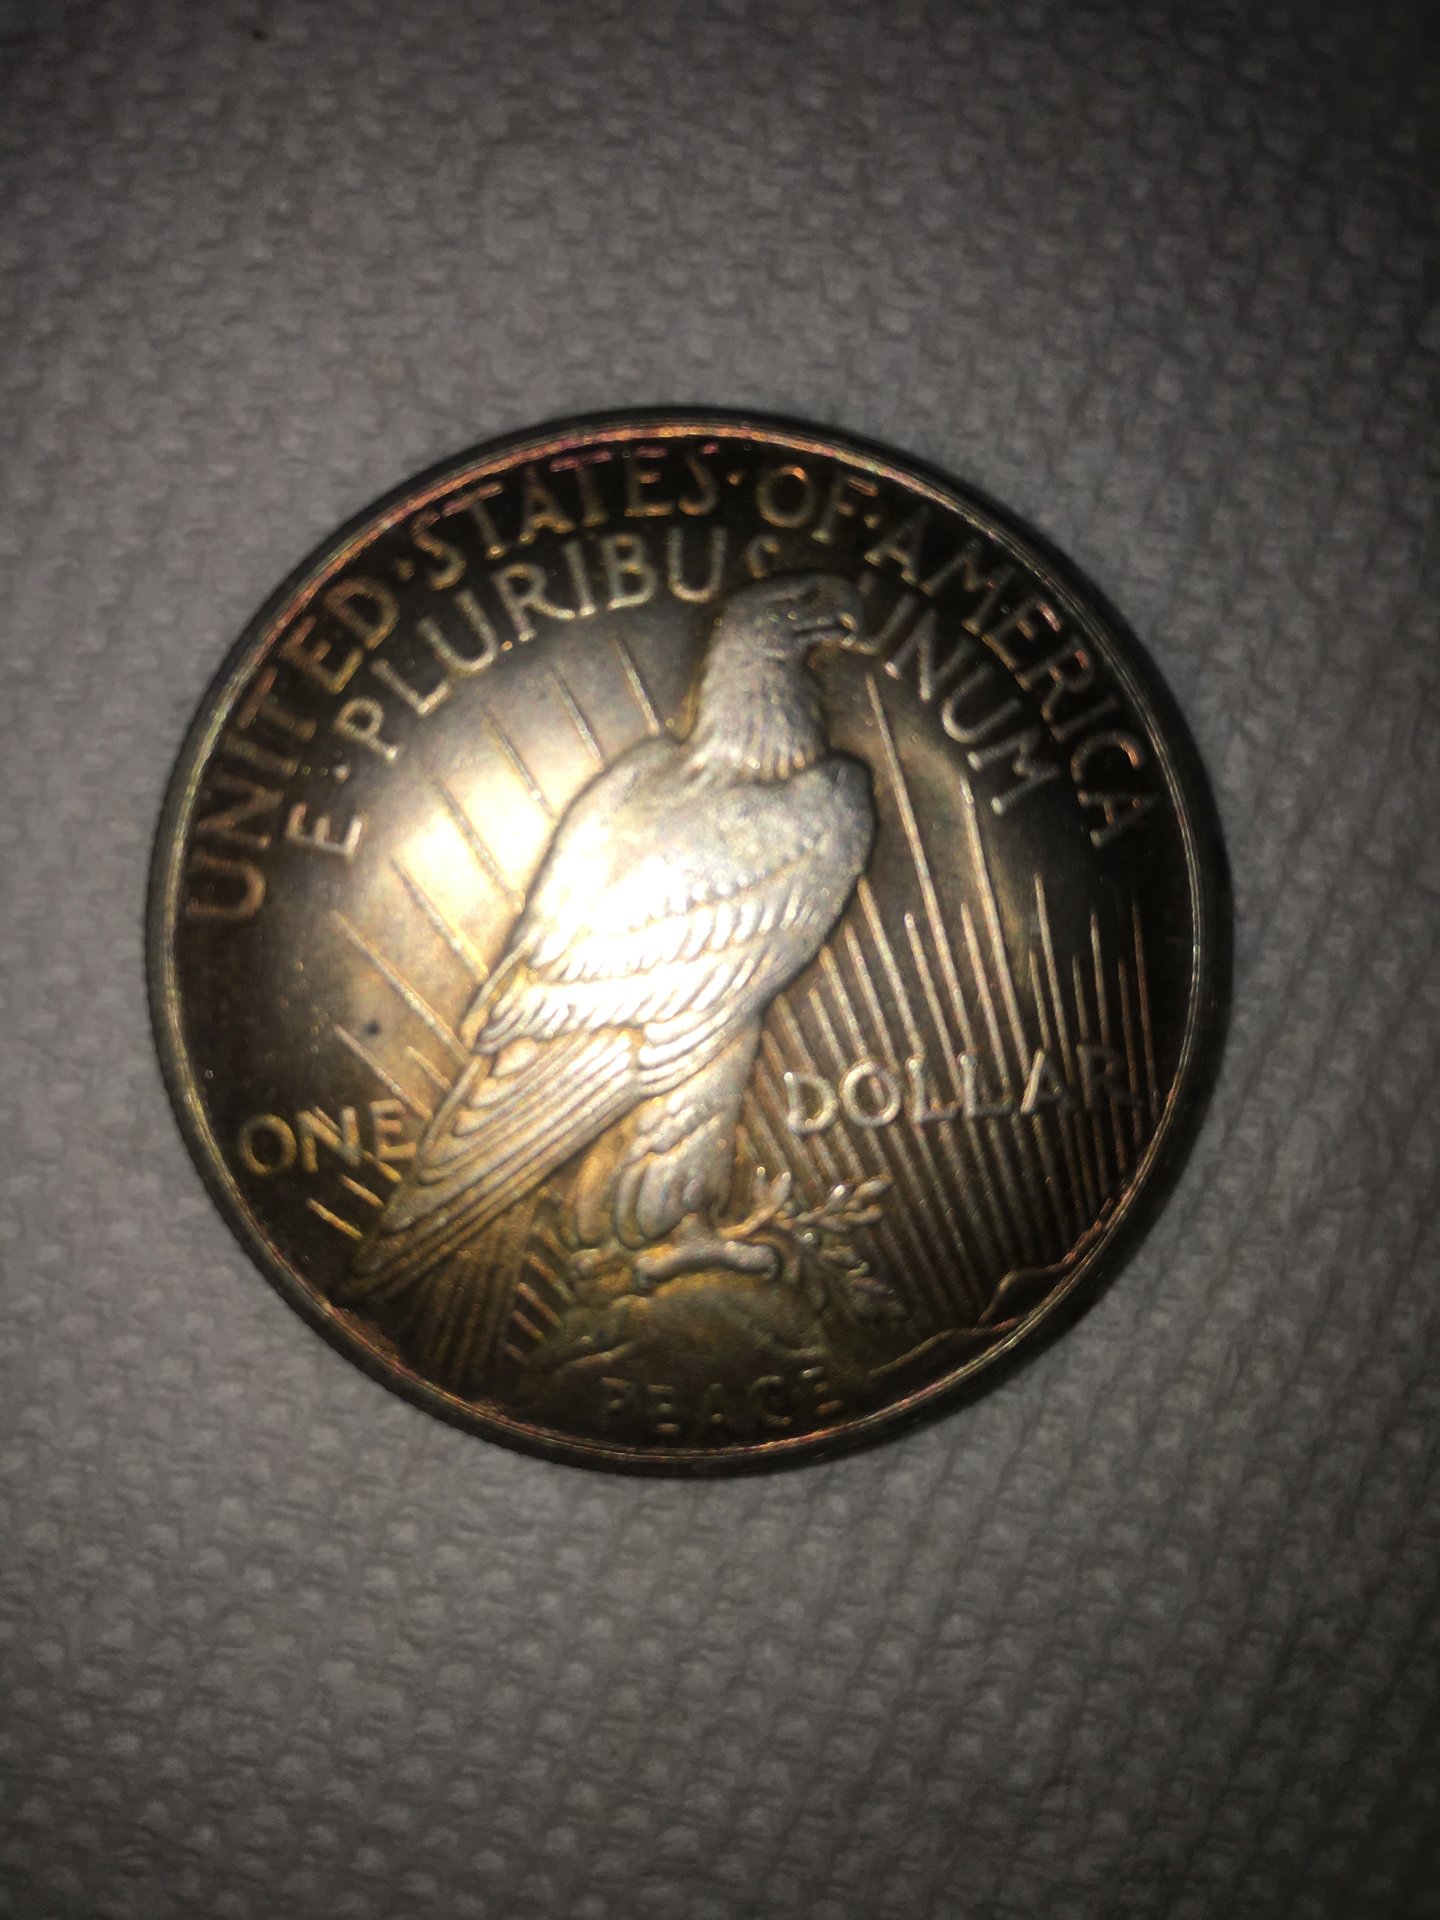 UNITED·STATES·OF·AMERICA
E·PLURIBUS UNUM
ONE DOLLAR
PEACE